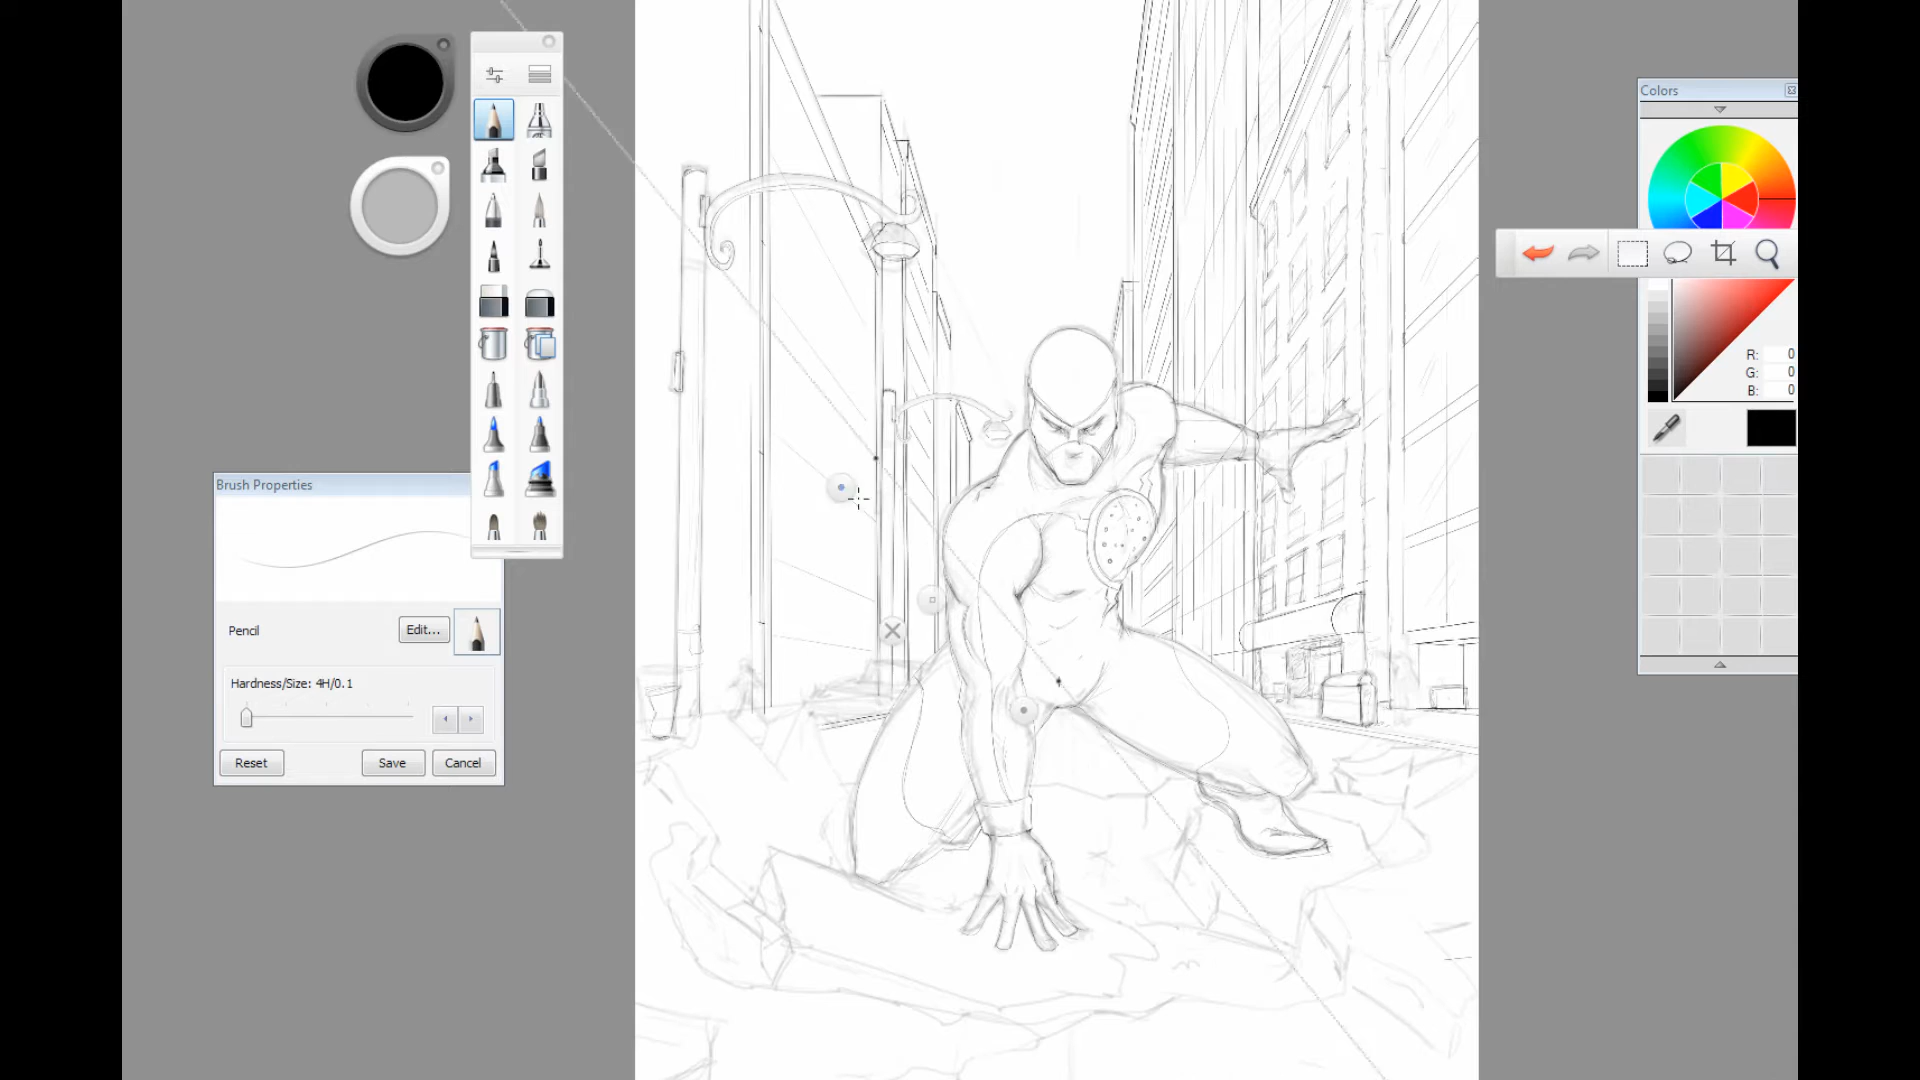 Colors
R: 0
G: 0
B: 0
Brush Properties
Pencil
Edit...
Hardness/Size: 4H/0.1
Reset
Save
Cancel